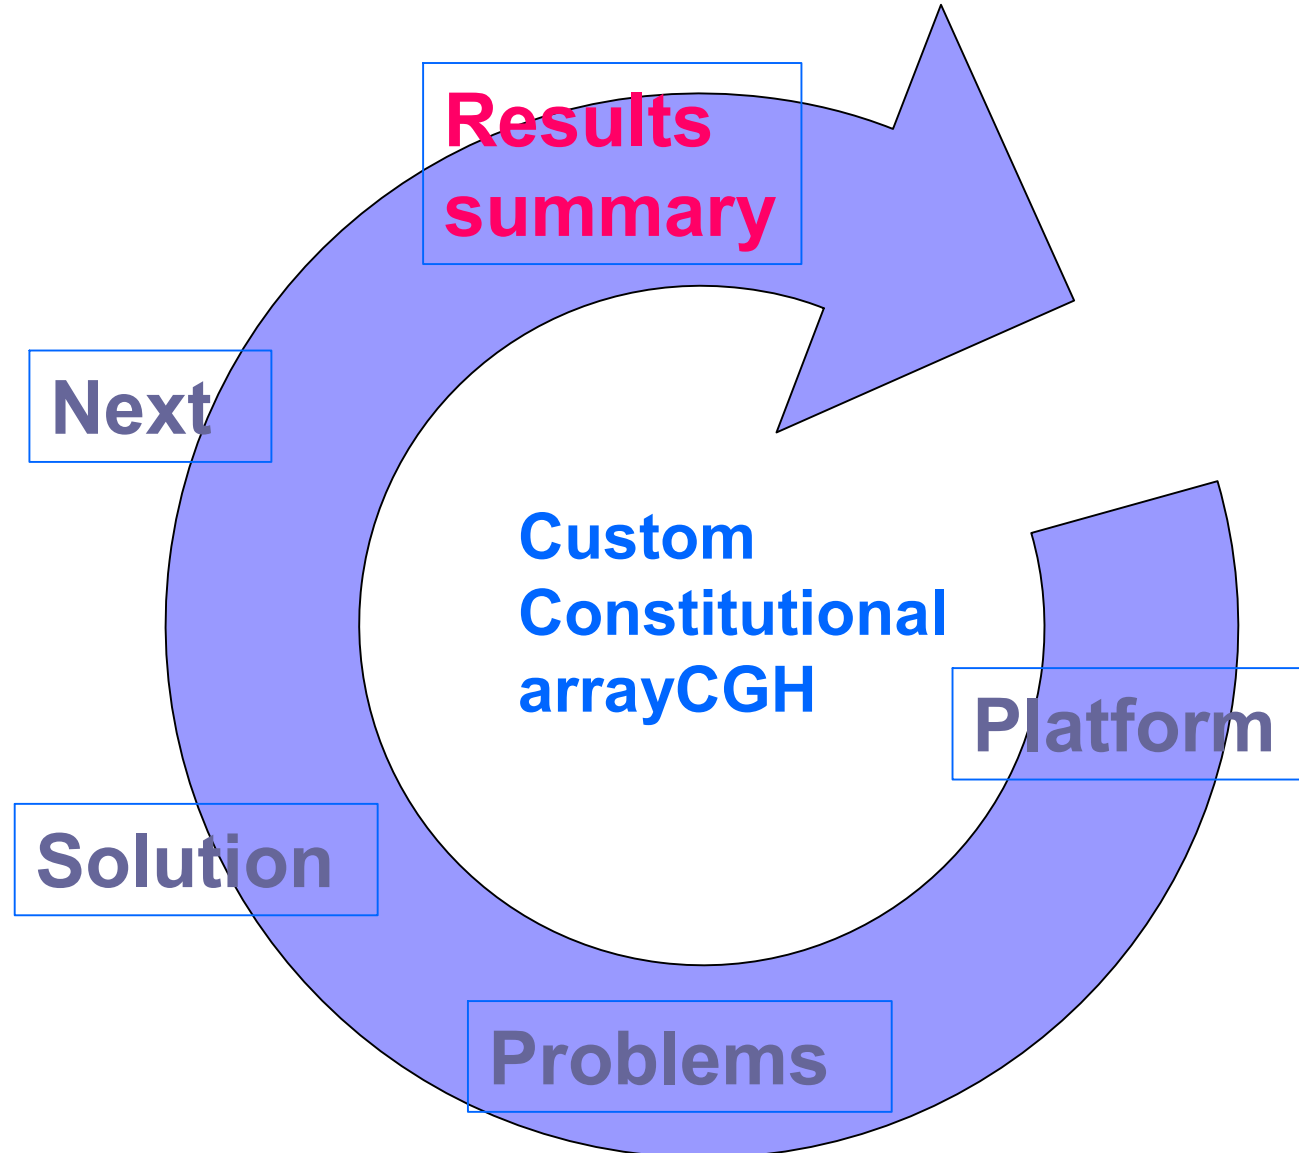 Results
summary
Next
Custom
Constitutional
arrayCGH
Platform
Solution
Problems